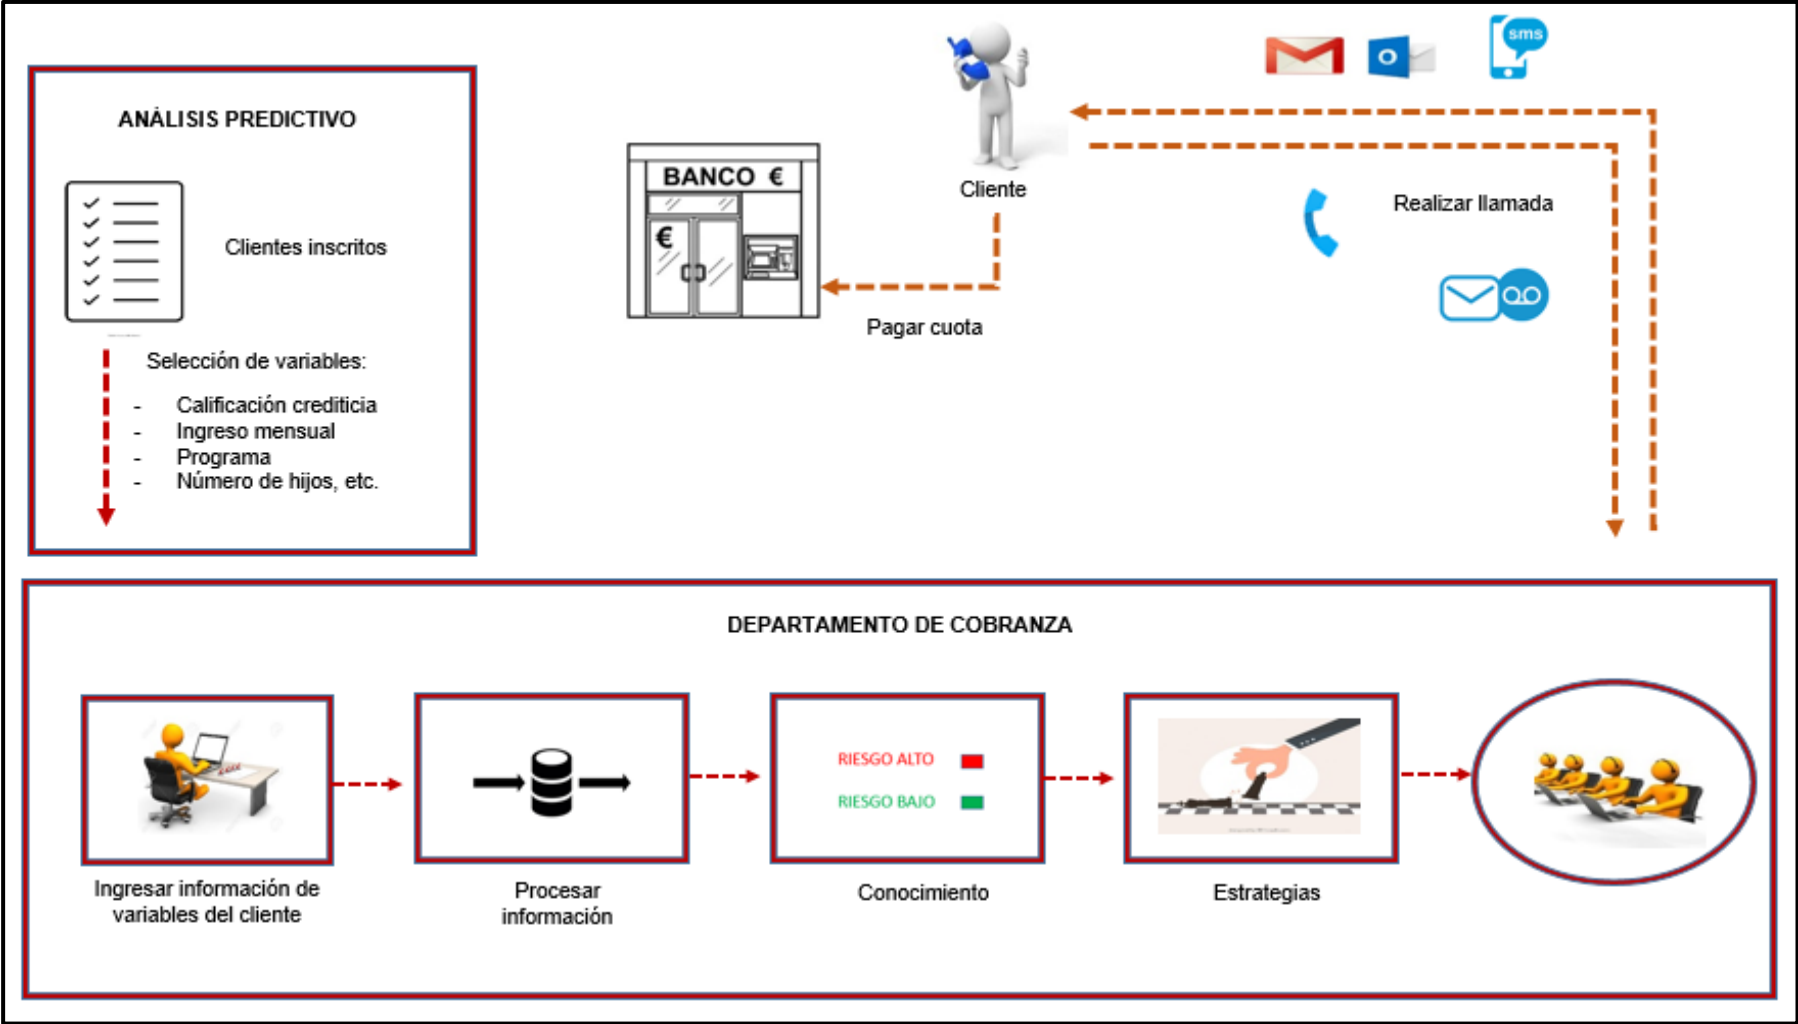 ANÁLISIS PREDICTIVO
Clientes inscritos
Selección de variables:
- Calificación crediticia
- Ingreso mensual
- Programa
- Número de hijos, etc.
BANCO €
€
Cliente
Pagar cuota
sms
Realizar llamada
DEPARTAMENTO DE COBRANZA
Ingresar información de
variables del cliente
Procesar
información
RIESGO ALTO
RIESGO BAJO
Conocimiento
Estrategias